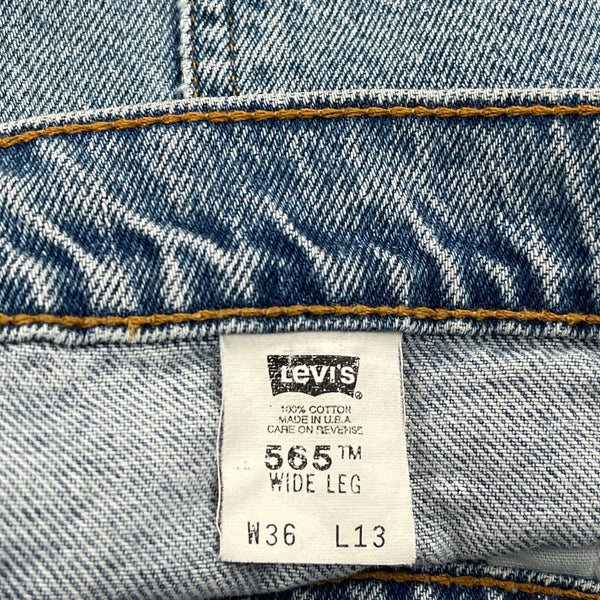 LEVI'S ®
100% COTTON
MADE IN U.S.A.
CARE ON REVERSE
565™
WIDE LEG
W36 L13